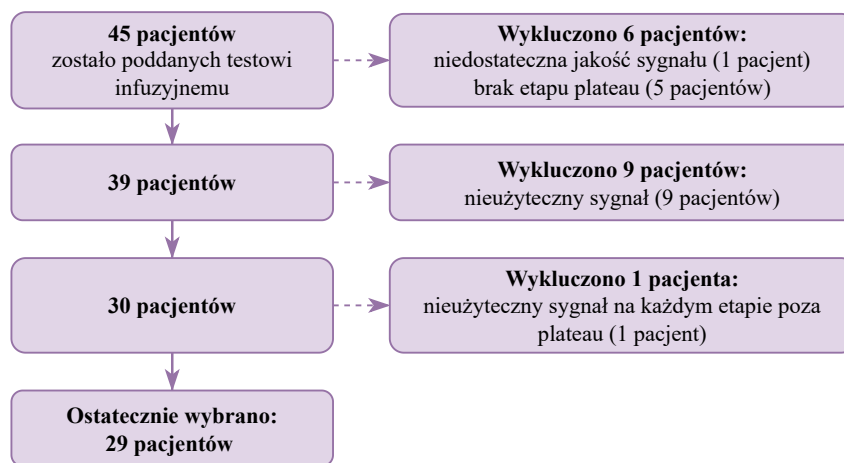 45 pacjentów
zostało poddanych testowi
infuzyjnemu
Wykluczono 6 pacjentów:
niedostateczna jakość sygnału (1 pacjent)
brak etapu plateau (5 pacjentów)
39 pacjentów
Wykluczono 9 pacjentów:
nieużyteczny sygnał (9 pacjentów)
30 pacjentów
Wykluczono 1 pacjenta:
nieużyteczny sygnał na każdym etapie poza
plateau (1 pacjent)
Ostatecznie wybrano:
29 pacjentów